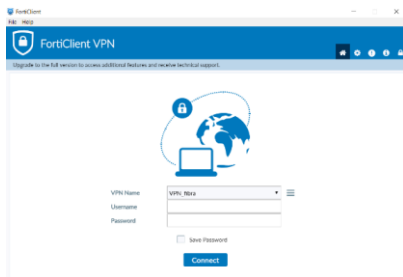 FortiClient
File Help
FortiClient VPN
Upgrade to the full version to access additional features and receive technical support.
VPN Name
VPN_fibra
Username
Password
Save Password
Connect